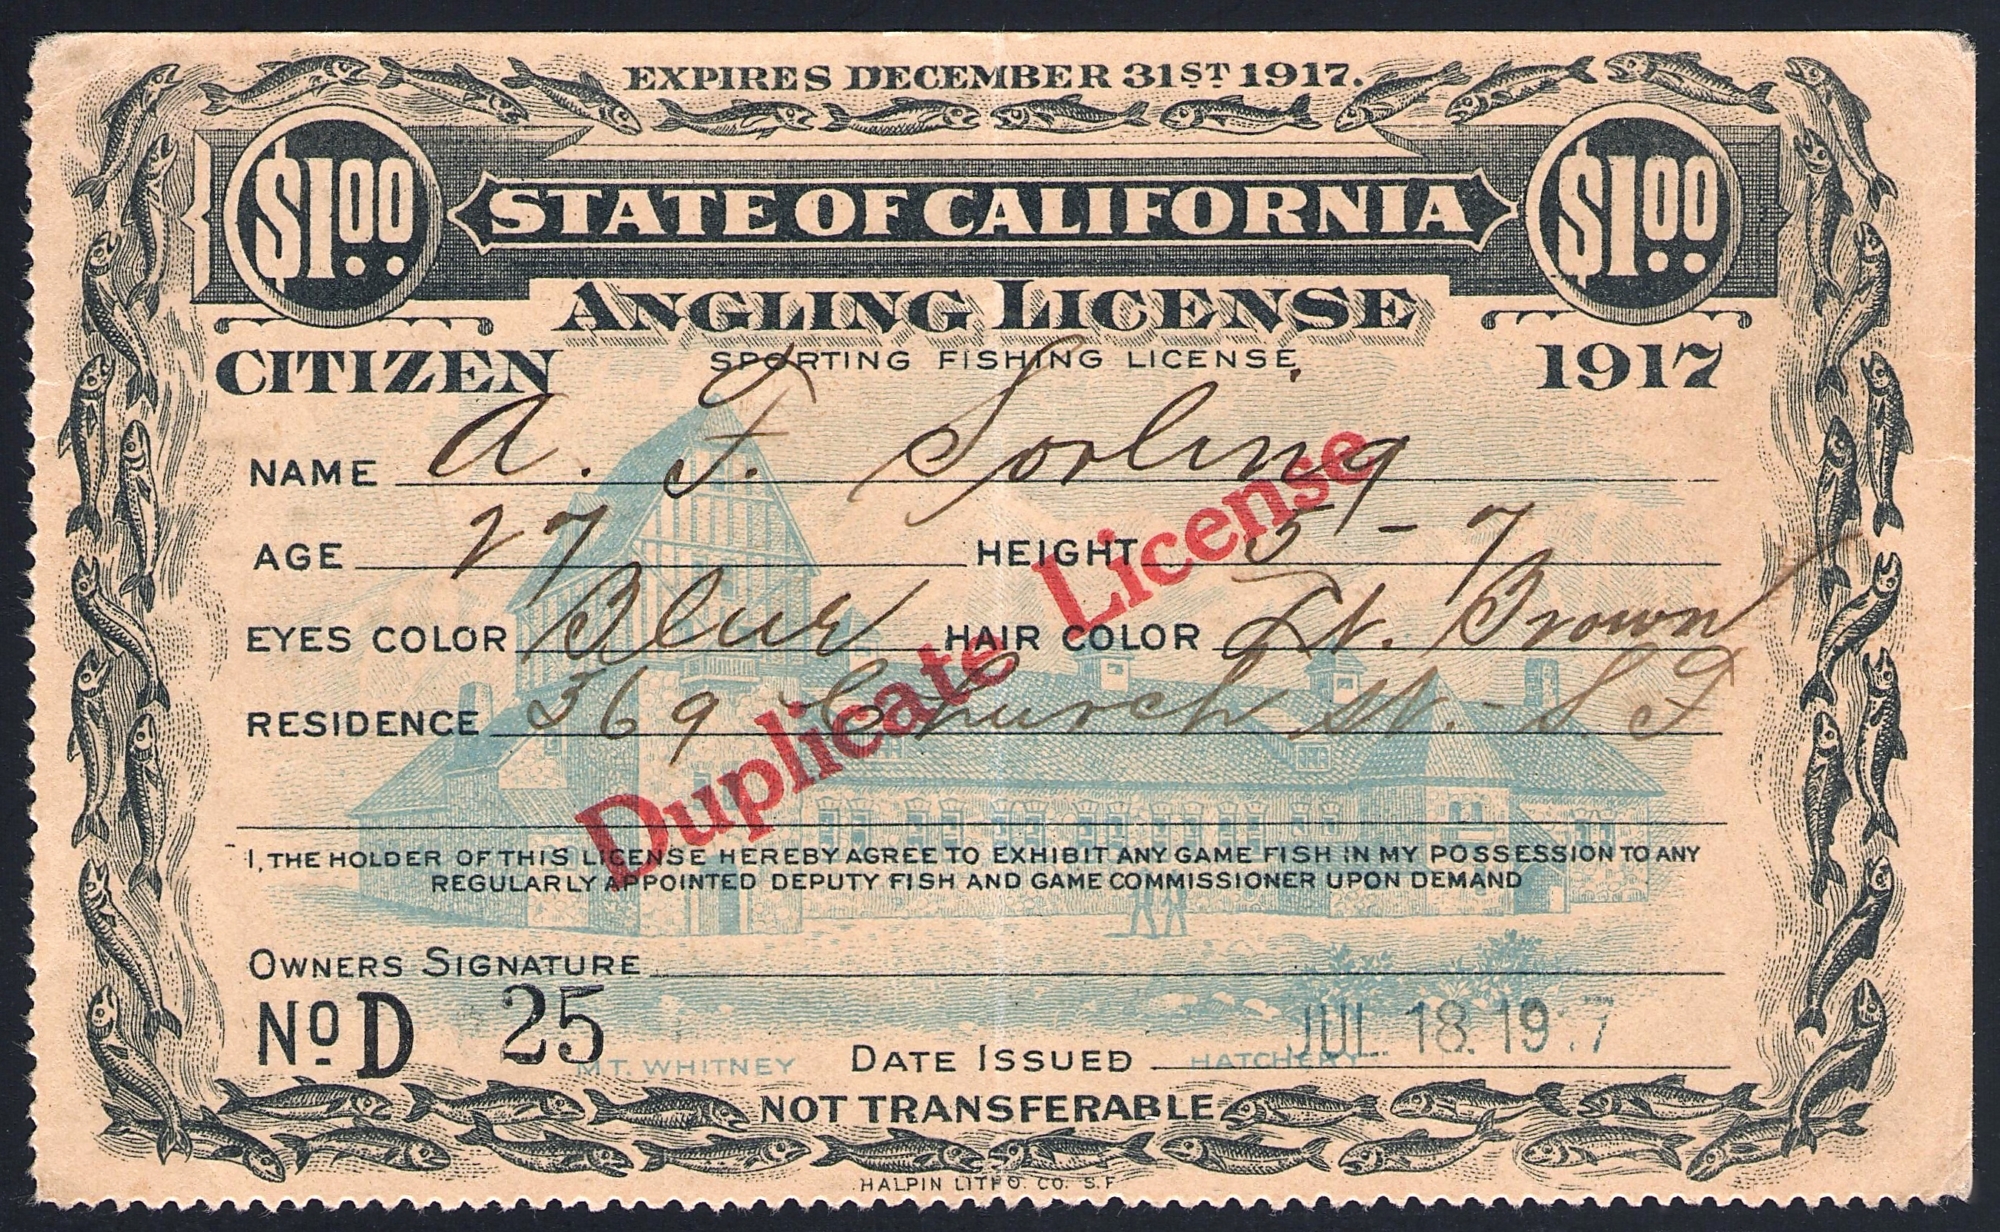 EXPIRES DECEMBER 31ST 1917.
$1.00 STATE OF CALIFORNIA $1.00
ANGLING LICENSE
CITIZEN SPORTING FISHING LICENSE 1917
NAME A. F. Sorling
AGE 27 HEIGHT 5-7
EYES COLOR Blue HAIR COLOR Lt. Brown
RESIDENCE 369 Church St. - S F
Duplicate License
I, THE HOLDER OF THIS LICENSE HEREBY AGREE TO EXHIBIT ANY GAME FISH IN MY POSSESSION TO ANY
REGULARLY APPOINTED DEPUTY FISH AND GAME COMMISSIONER UPON DEMAND
OWNERS SIGNATURE
No D 25 DATE ISSUED JUL 18. 19 7
MT. WHITNEY HATCHERY
NOT TRANSFERABLE
HALPIN LITHO. CO. S.F.